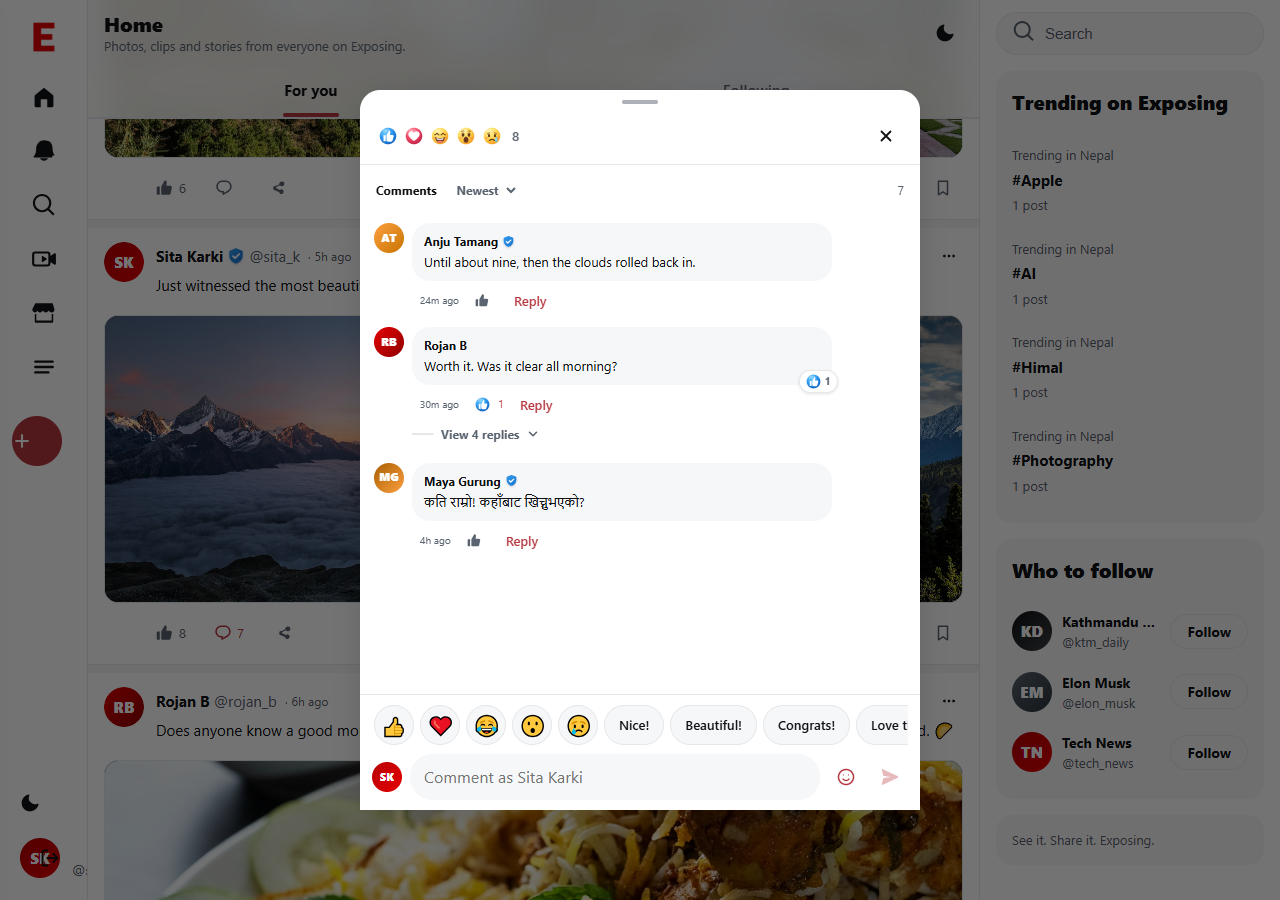 E
Home
Photos, clips and stories from everyone on Exposing.
For you
Following
Search
Trending on Exposing
Trending in Nepal
#Apple
1 post
Trending in Nepal
#AI
1 post
Trending in Nepal
#Himal
1 post
Trending in Nepal
#Photography
1 post
Who to follow
KD
Kathmandu ...
@ktm_daily
Follow
EM
Elon Musk
@elon_musk
Follow
TN
Tech News
@tech_news
Follow
See it. Share it. Exposing.
6
SK
Sita Karki @sita_k · 5h ago
Just witnessed the most beauti
8
7
RB
Rojan B @rojan_b · 6h ago
Does anyone know a good mo
d.
SK
@s
8
Comments
Newest
7
AT
Anju Tamang
Until about nine, then the clouds rolled back in.
24m ago
Reply
RB
Rojan B
Worth it. Was it clear all morning?
1
30m ago
1
Reply
View 4 replies
MG
Maya Gurung
कति राम्रो! कहाँबाट खिच्नुभएको?
4h ago
Reply
Nice!
Beautiful!
Congrats!
Love t
SK
Comment as Sita Karki